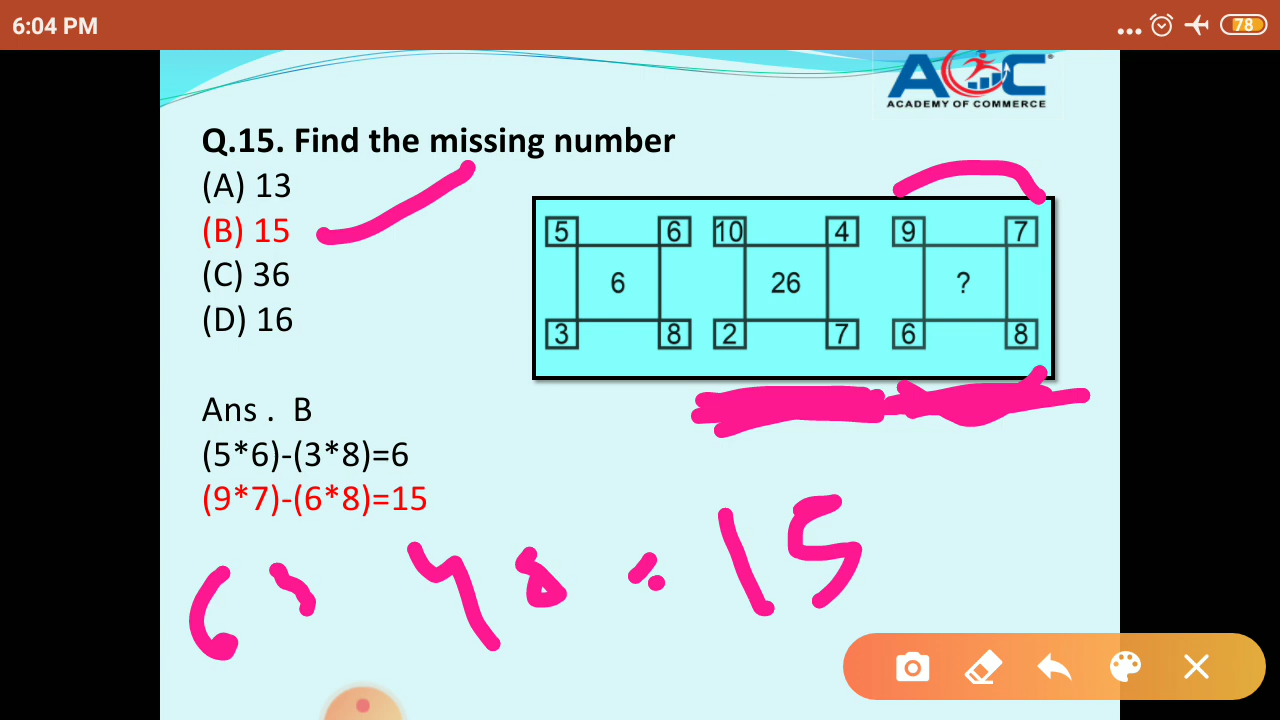 6:04 PM
78
AOC
ACADEMY OF COMMERCE
Q.15. Find the missing number
(A) 13
(B) 15
(C) 36
(D) 16
5 6 10 4 9 7
6 26 ?
3 8 2 7 6 8
Ans . B
(5*6)-(3*8)=6
(9*7)-(6*8)=15
63 48 = 15